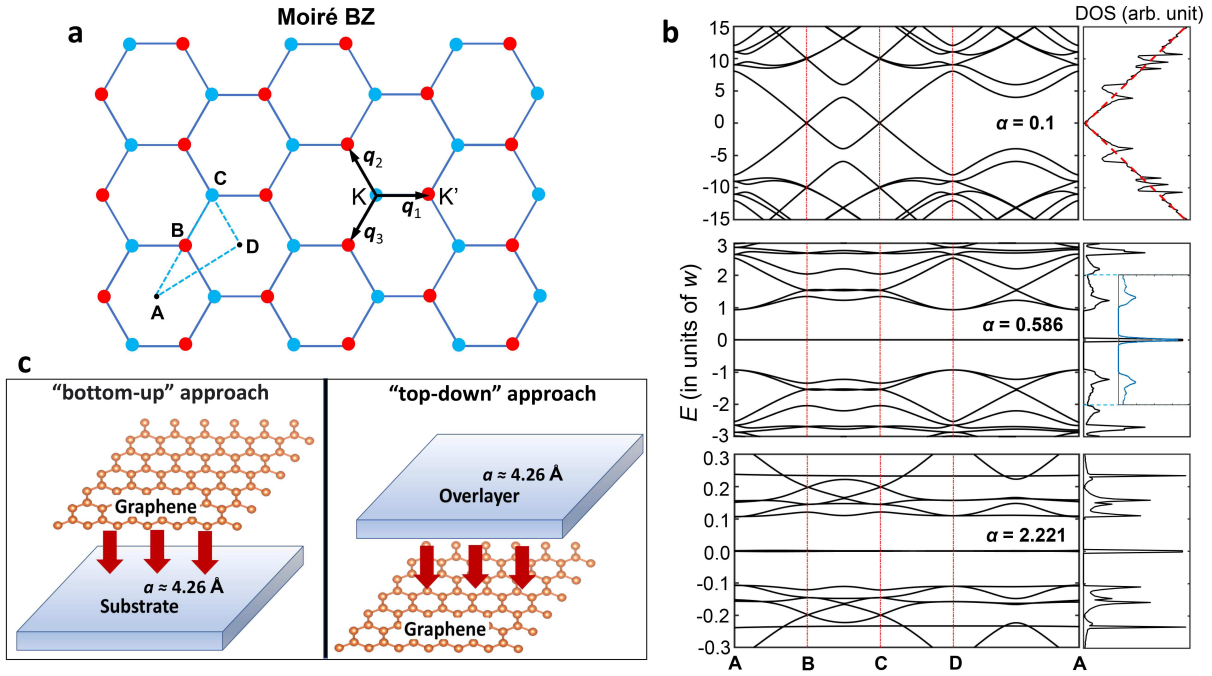 Moiré BZ
a
q2
K
K'
q1
q3
C
B
D
A
b
DOS (arb. unit)
15
10
5
0
-5
-10
-15
α = 0.1
E (in units of w)
3
2
1
0
-1
-2
-3
α = 0.586
0.3
0.2
0.1
0.0
-0.1
-0.2
-0.3
α = 2.221
A
B
C
D
A
c
“bottom-up” approach
Graphene
a ≈ 4.26 Å
Substrate
“top-down” approach
a ≈ 4.26 Å
Overlayer
Graphene